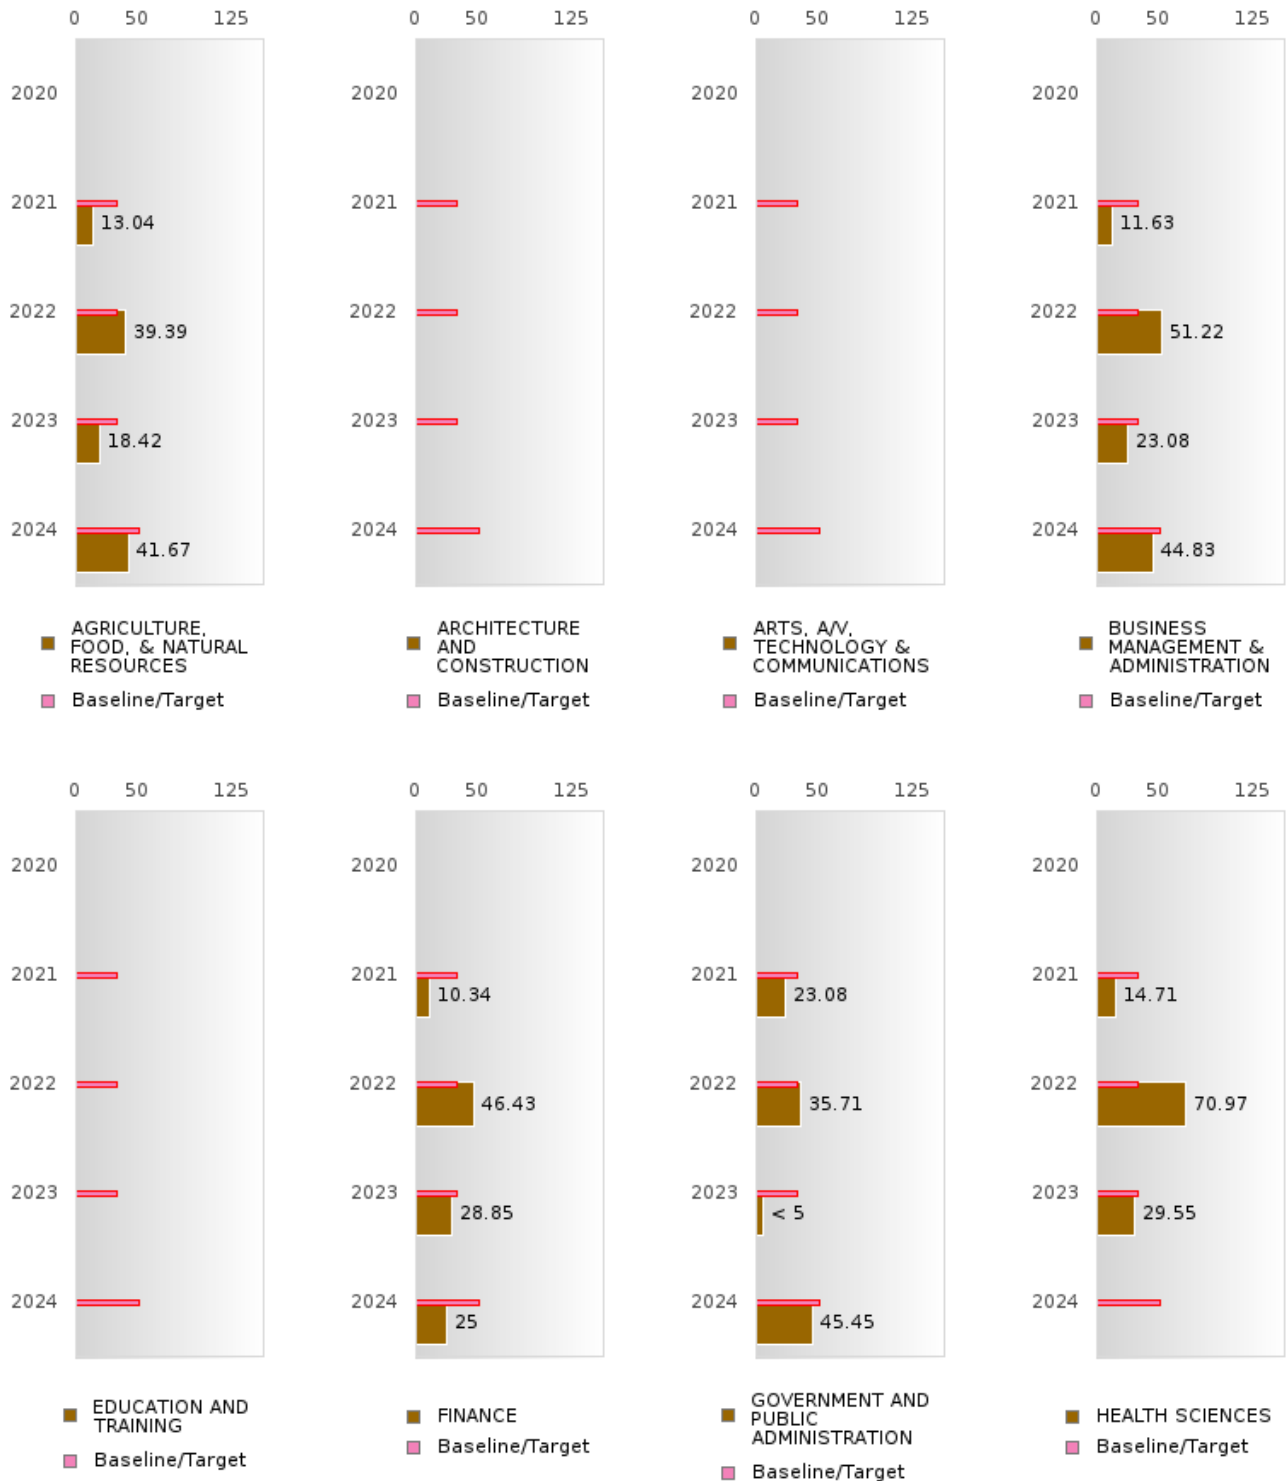 0 50 125
0 50 125
0 50 125
0 50 125
2020
2020
2020
2020
2021
2021
2021
2021
13.04
11.63
2022
2022
2022
2022
39.39
51.22
2023
2023
2023
2023
18.42
23.08
2024
2024
2024
2024
41.67
44.83
AGRICULTURE,
FOOD, & NATURAL
RESOURCES
Baseline/Target
ARCHITECTURE
AND
CONSTRUCTION
Baseline/Target
ARTS, A/V,
TECHNOLOGY &
COMMUNICATIONS
Baseline/Target
BUSINESS
MANAGEMENT &
ADMINISTRATION
Baseline/Target
0 50 125
0 50 125
0 50 125
0 50 125
2020
2020
2020
2020
2021
2021
2021
2021
10.34
23.08
14.71
2022
2022
2022
2022
46.43
35.71
70.97
2023
2023
2023
2023
28.85
< 5
29.55
2024
2024
2024
2024
25
45.45
EDUCATION AND
TRAINING
Baseline/Target
FINANCE
Baseline/Target
GOVERNMENT AND
PUBLIC
ADMINISTRATION
Baseline/Target
HEALTH SCIENCES
Baseline/Target